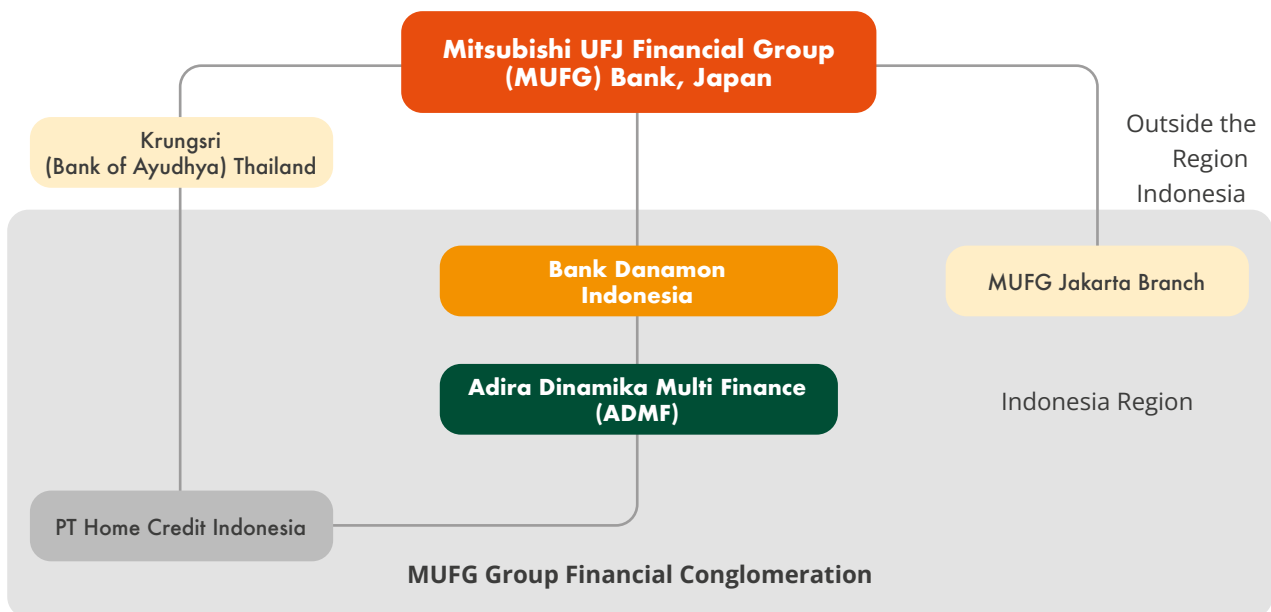 Mitsubishi UFJ Financial Group
(MUFG) Bank, Japan
Krungsri
(Bank of Ayudhya) Thailand
Outside the
Region
Indonesia
Bank Danamon
Indonesia
MUFG Jakarta Branch
Adira Dinamika Multi Finance
(ADMF)
Indonesia Region
PT Home Credit Indonesia
MUFG Group Financial Conglomeration